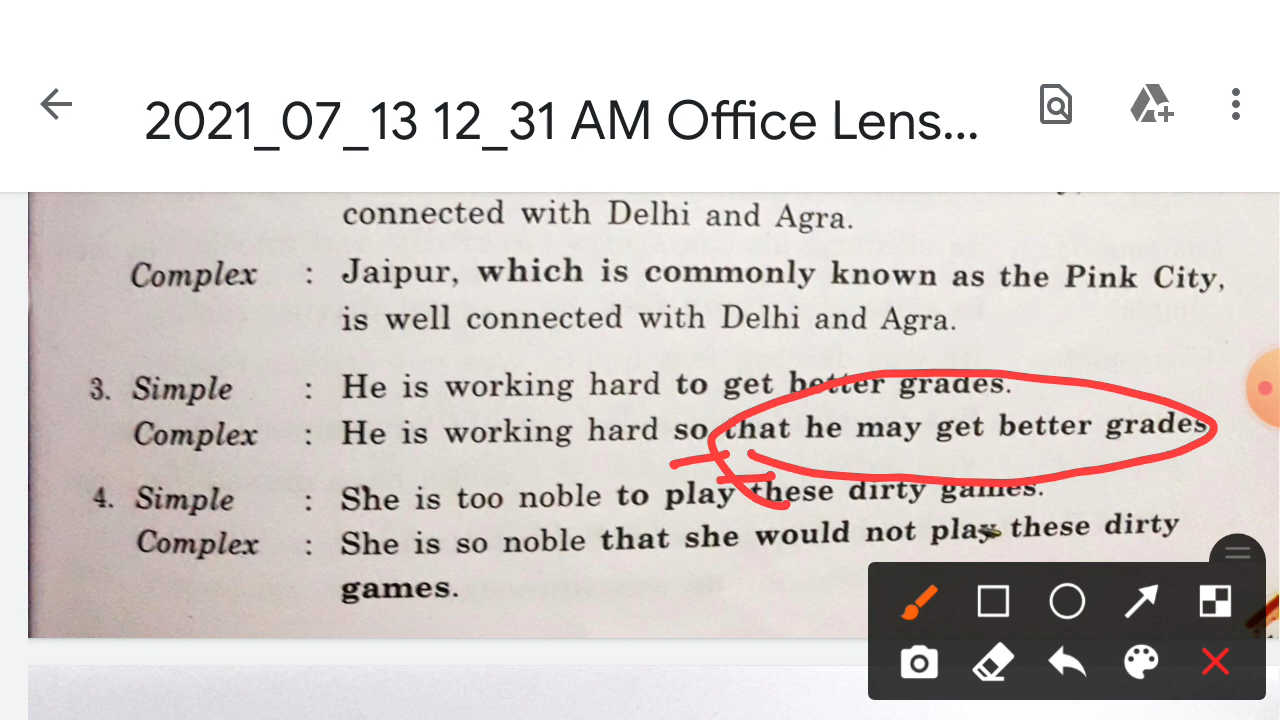 2021_07_13 12_31 AM Office Lens...
connected with Delhi and Agra.
Complex : Jaipur, which is commonly known as the Pink City,
is well connected with Delhi and Agra.
3. Simple : He is working hard to get better grades.
Complex : He is working hard so that he may get better grades
4. Simple : She is too noble to play these dirty games.
Complex : She is so noble that she would not play these dirty
games.